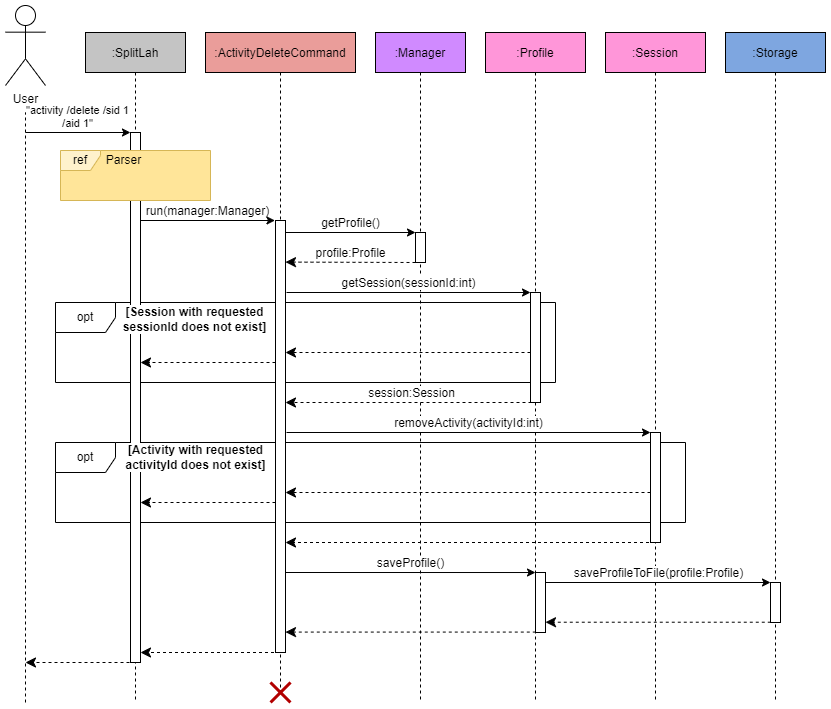 :SplitLah
:ActivityDeleteCommand
:Manager
:Profile
:Session
:Storage
User
"activity /delete /sid 1
/aid 1"
ref
Parser
run(manager:Manager)
getProfile()
profile:Profile
getSession(sessionId:int)
opt
[Session with requested
sessionId does not exist]
session:Session
removeActivity(activityId:int)
opt
[Activity with requested
activityId does not exist]
saveProfile()
saveProfileToFile(profile:Profile)